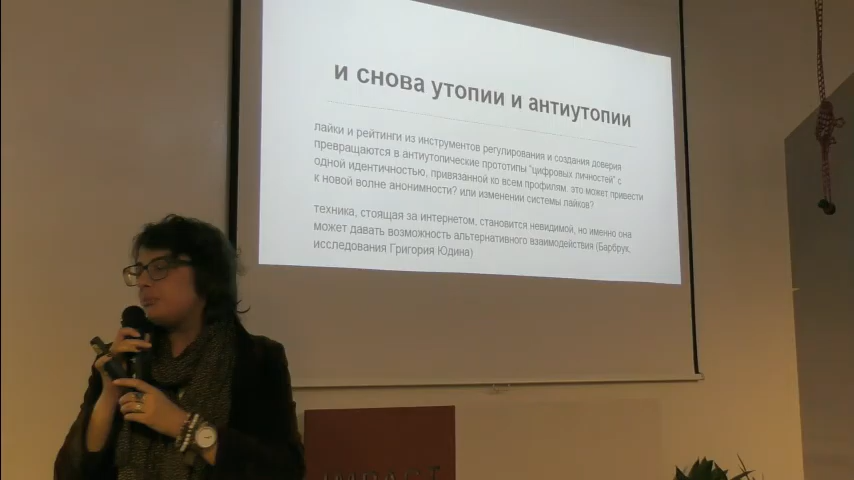 и снова утопии и антиутопии
лайки и рейтинги из инструментов регулирования и создания доверия
превращаются в антиутопические прототипы "цифровых личностей" с
одной идентичностью, привязанной ко всем профилям. это может привести
к новой волне анонимности? или изменении системы лайков?
техника, стоящая за интернетом, становится невидимой, но именно она
может давать возможность альтернативного взаимодействия (Барбрук,
исследования Григория Юдина)
IMPACT